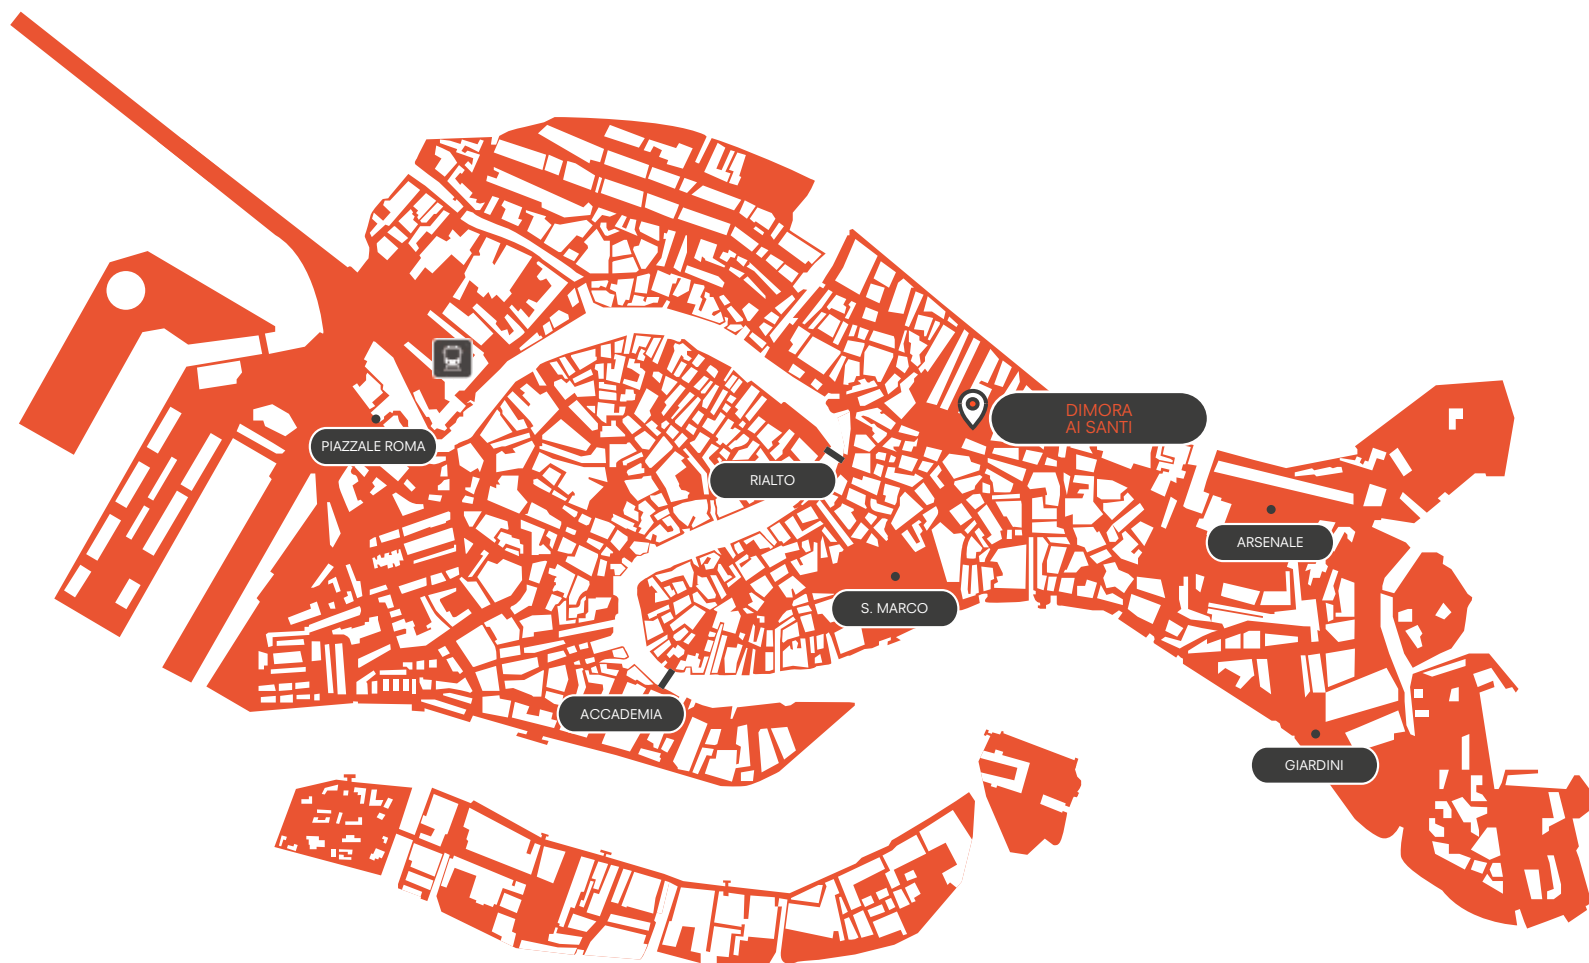 DIMORA
AI SANTI
PIAZZALE ROMA
RIALTO
ARSENALE
S. MARCO
ACCADEMIA
GIARDINI